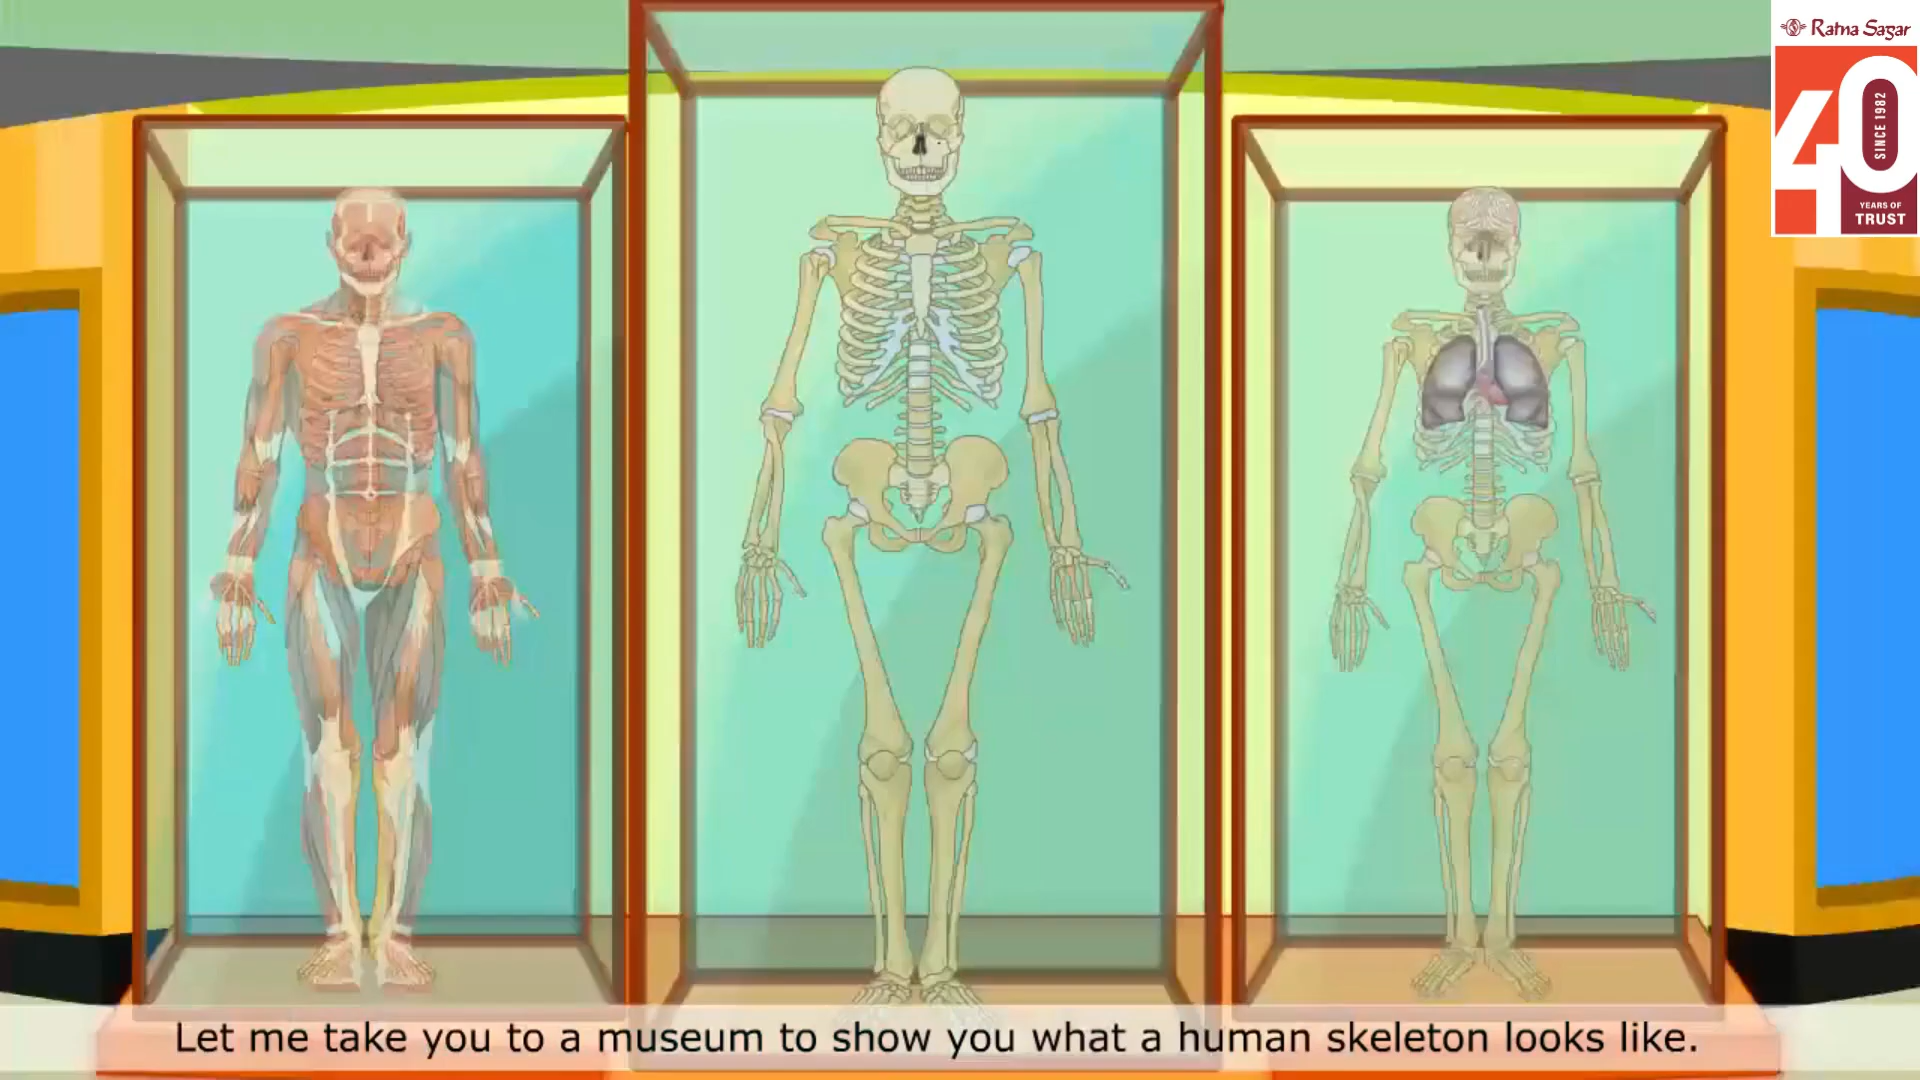 Ratna Sagar
40
SINCE 1982
YEARS OF
TRUST
Let me take you to a museum to show you what a human skeleton looks like.